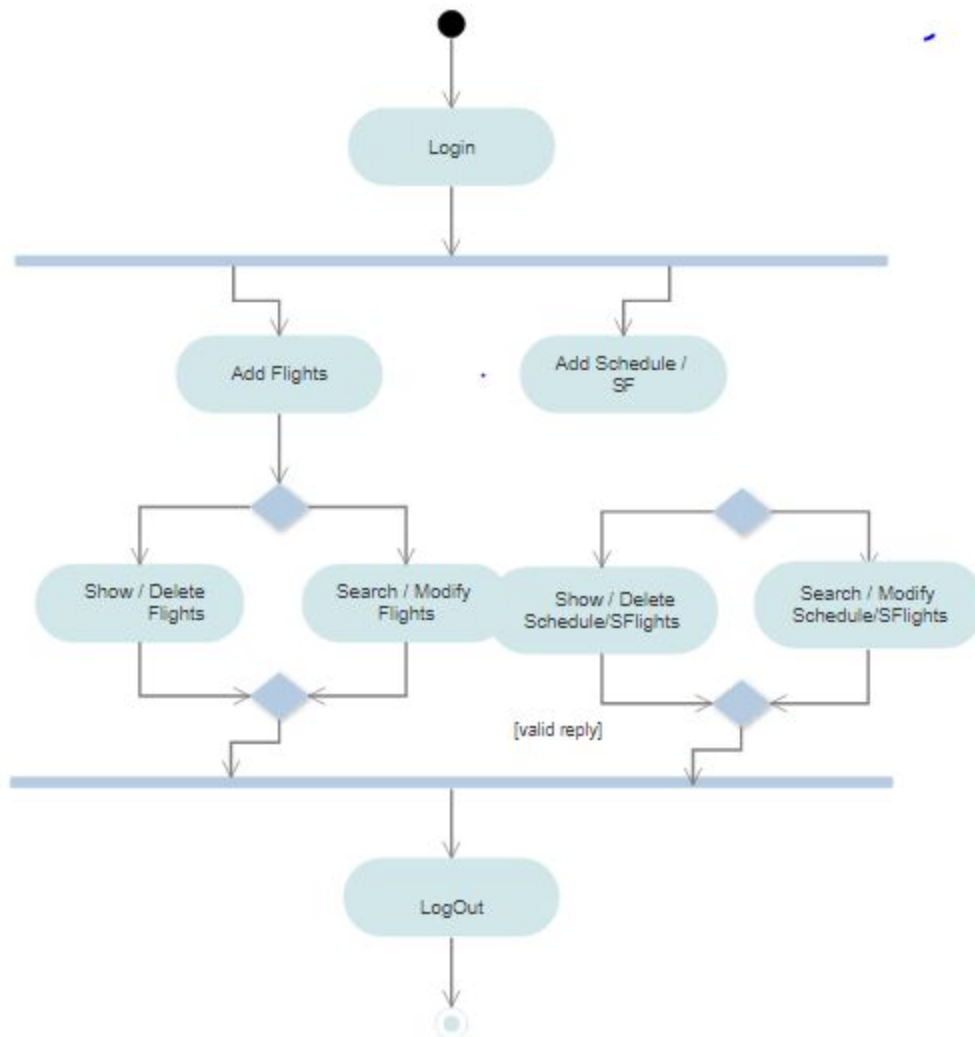 Login
Add Flights
Add Schedule /
SF
Show / Delete
Flights
Search / Modify
Flights
Show / Delete
Schedule/SFlights
Search / Modify
Schedule/SFlights
[valid reply]
LogOut